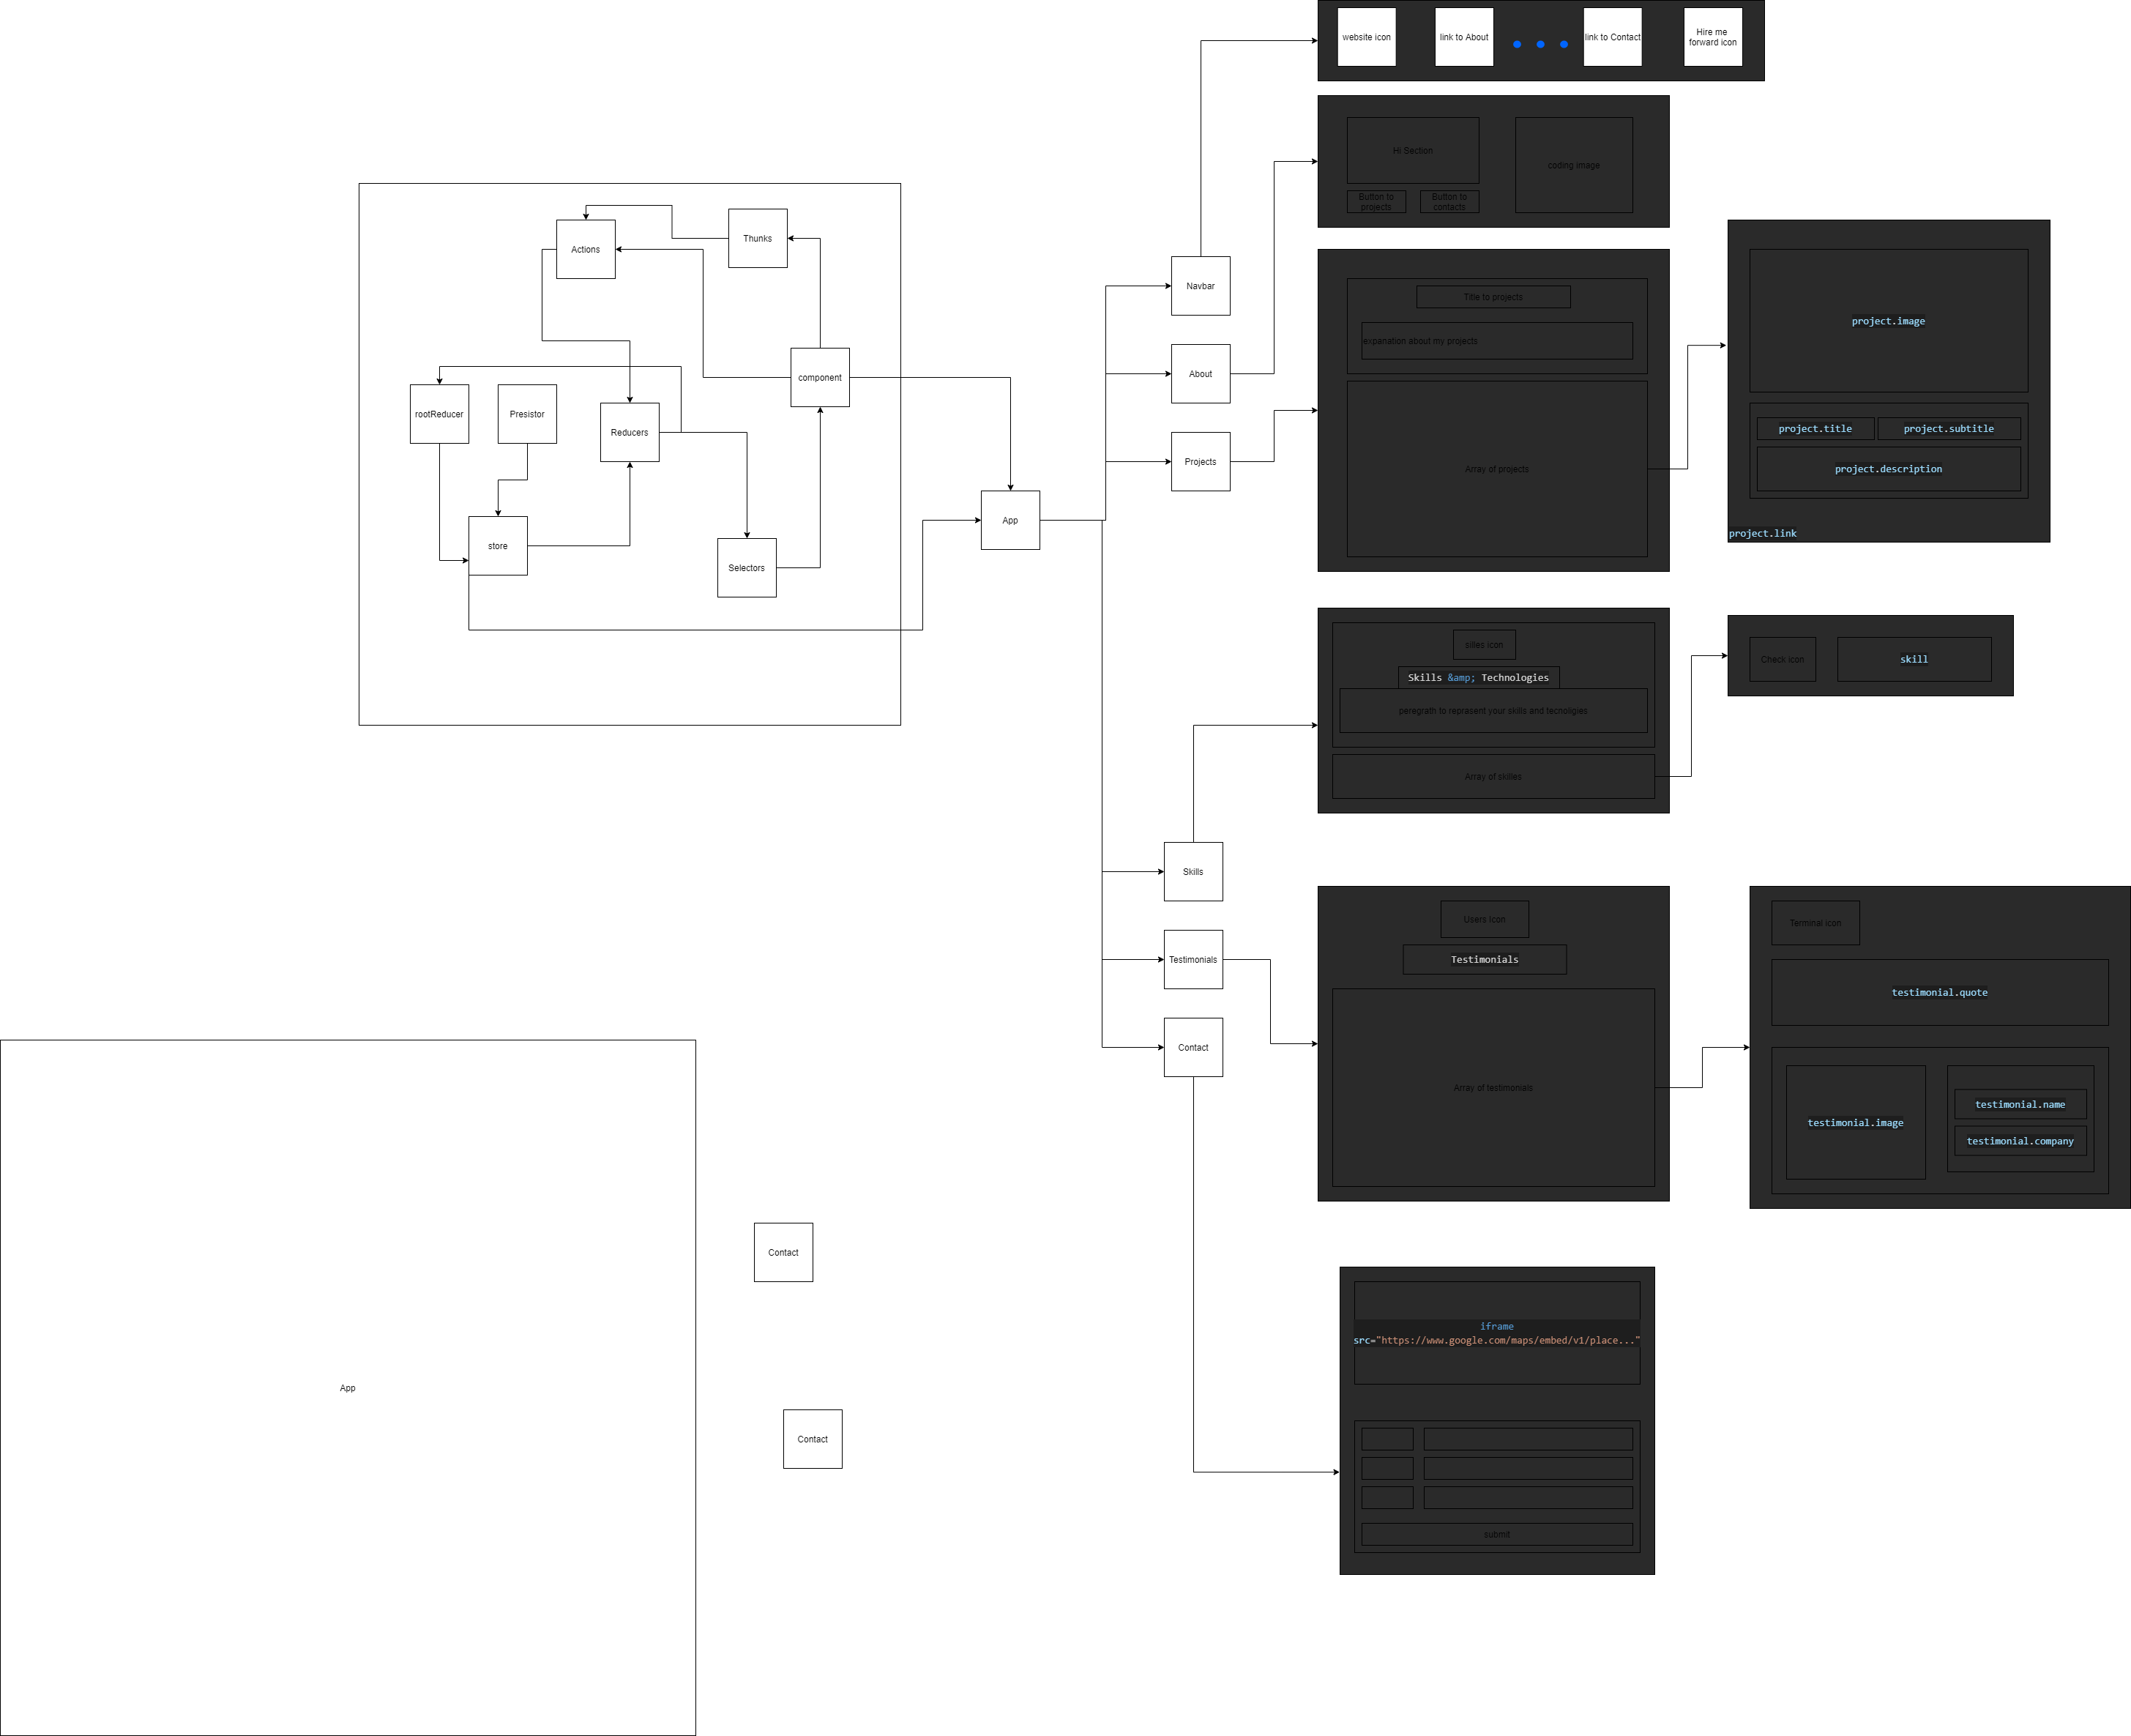 website icon
link to About
link to Contact
Hire me
forward icon
Hi Section
coding image
Button to
projects
Button to
contacts
Actions
Thunks
component
rootReducer
Presistor
Reducers
store
Selectors
App
Navbar
About
Projects
Title to projects
expanation about my projects
Array of projects
project.image
project.title
project.subtitle
project.description
project.link
silles icon
Skills &amp; Technologies
peregrath to reprasent your skills and tecnoligies
Array of skilles
Check icon
skill
Skills
Testimonials
Contact
Users Icon
Testimonials
Array of testimonials
Terminal icon
testimonial.quote
testimonial.image
testimonial.name
testimonial.company
iframe
src="https://www.google.com/maps/embed/v1/place..."
submit
App
Contact
Contact